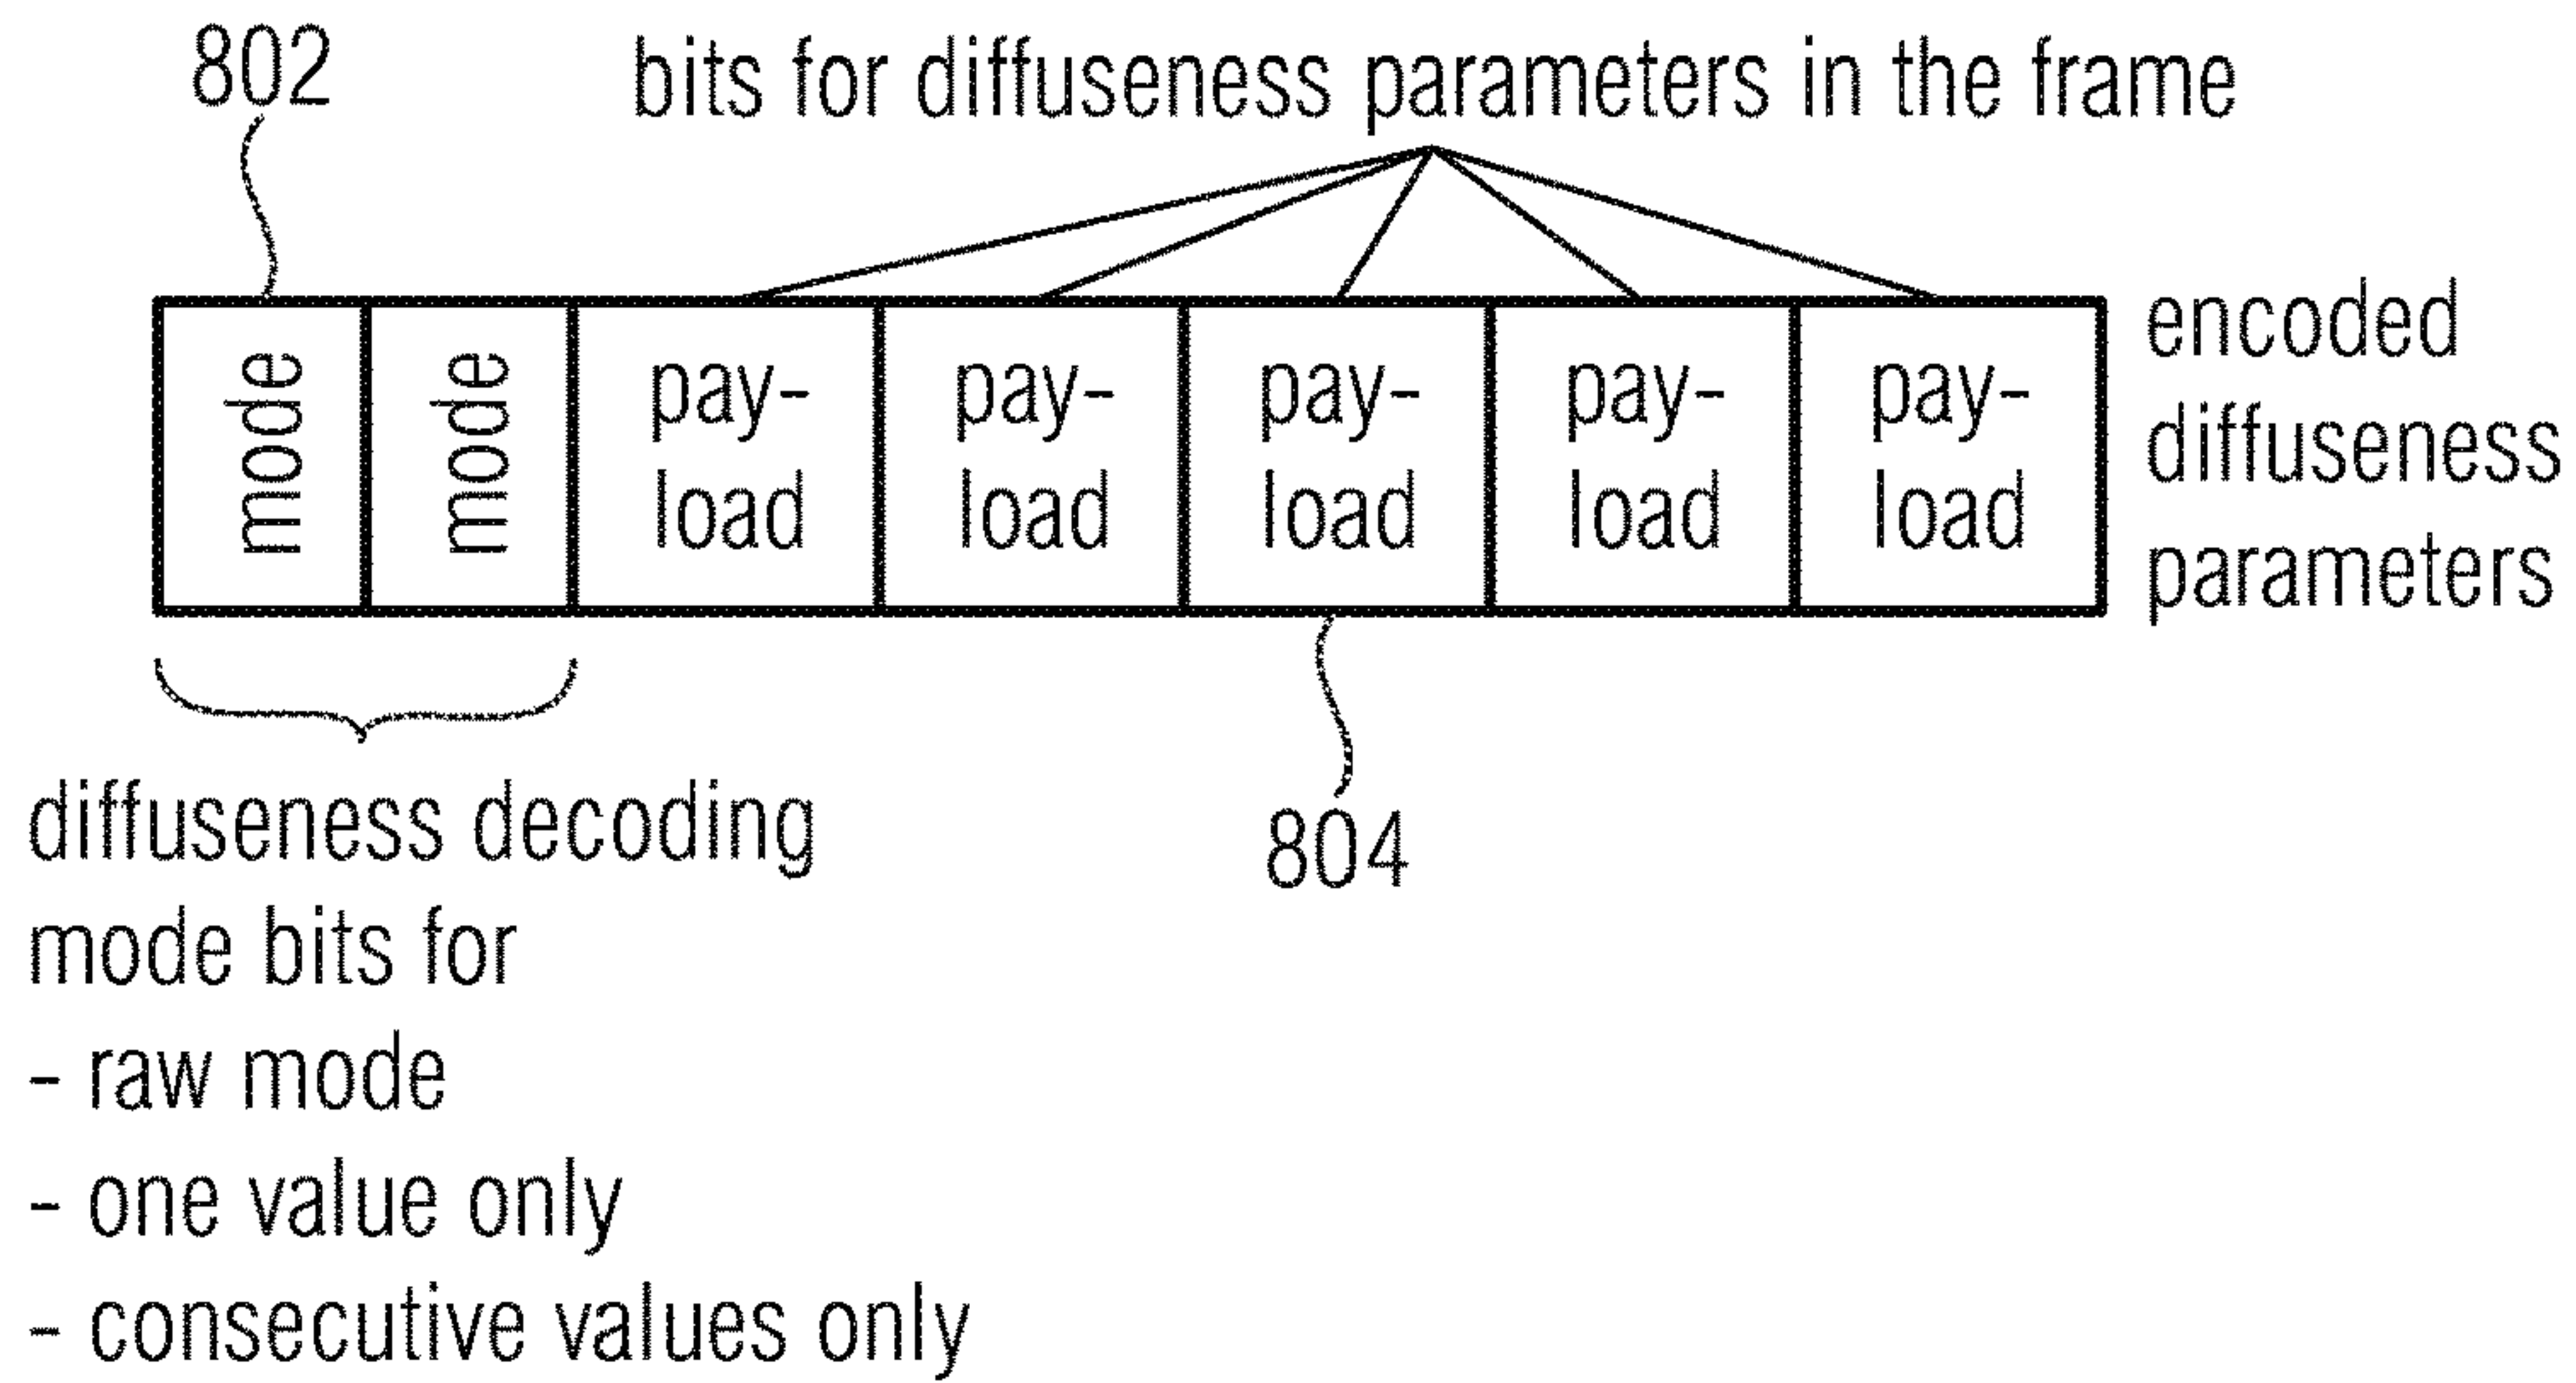 802
bits for diffuseness parameters in the frame
mode
mode
pay-
load
pay-
load
pay-
load
pay-
load
pay-
load
encoded
diffuseness
parameters
diffuseness decoding
mode bits for
- raw mode
- one value only
- consecutive values only
804